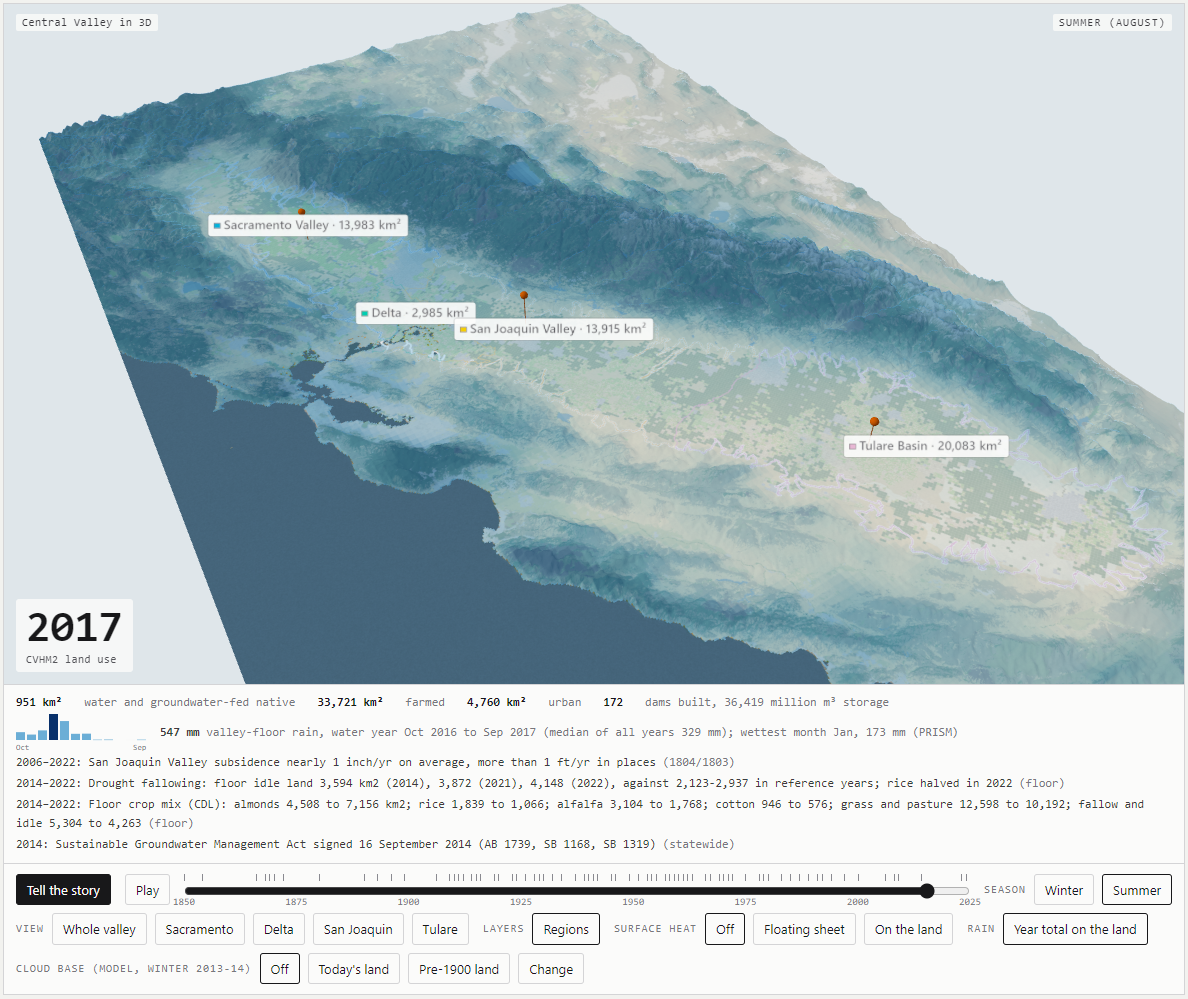 Central Valley in 3D
SUMMER (AUGUST)
Sacramento Valley · 13,983 km²
Delta · 2,985 km²
San Joaquin Valley · 13,915 km²
Tulare Basin · 20,083 km²
2017
CVHM2 land use
951 km² water and groundwater-fed native 33,721 km² farmed 4,760 km² urban 172 dams built, 36,419 million m³ storage
Oct Sep
547 mm valley-floor rain, water year Oct 2016 to Sep 2017 (median of all years 329 mm); wettest month Jan, 173 mm (PRISM)
2006–2022: San Joaquin Valley subsidence nearly 1 inch/yr on average, more than 1 ft/yr in places (1804/1803)
2014–2022: Drought fallowing: floor idle land 3,594 km2 (2014), 3,872 (2021), 4,148 (2022), against 2,123-2,937 in reference years; rice halved in 2022 (floor)
2014–2022: Floor crop mix (CDL): almonds 4,508 to 7,156 km2; rice 1,839 to 1,066; alfalfa 3,104 to 1,768; cotton 946 to 576; grass and pasture 12,598 to 10,192; fallow and
idle 5,304 to 4,263 (floor)
2014: Sustainable Groundwater Management Act signed 16 September 2014 (AB 1739, SB 1168, SB 1319) (statewide)
Tell the story Play SEASON Winter Summer
1850 1875 1900 1925 1950 1975 2000 2025
VIEW Whole valley Sacramento Delta San Joaquin Tulare LAYERS Regions SURFACE HEAT Off Floating sheet On the land RAIN Year total on the land
CLOUD BASE (MODEL, WINTER 2013-14) Off Today's land Pre-1900 land Change